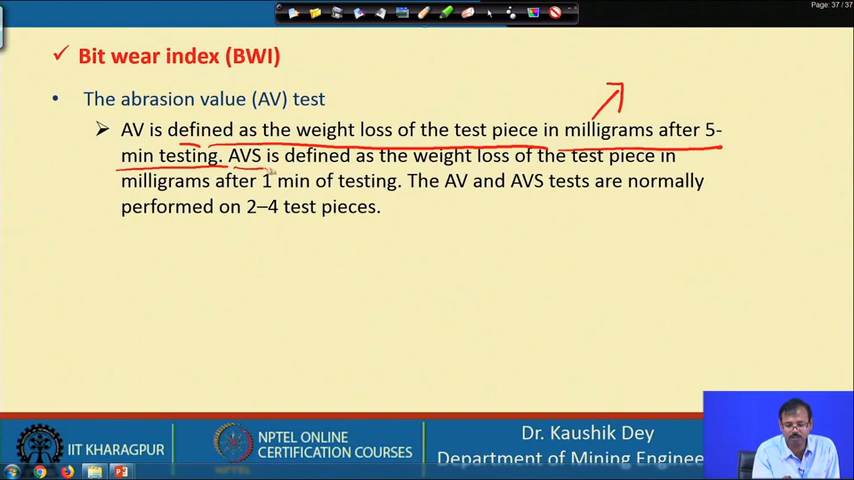 Page: 37 / 37
✓ Bit wear index (BWI)
• The abrasion value (AV) test
➢ AV is defined as the weight loss of the test piece in milligrams after 5-
min testing. AVS is defined as the weight loss of the test piece in
milligrams after 1 min of testing. The AV and AVS tests are normally
performed on 2–4 test pieces.
IIT KHARAGPUR
NPTEL ONLINE
CERTIFICATION COURSES
Dr. Kaushik Dey
Department of Mining Enginee